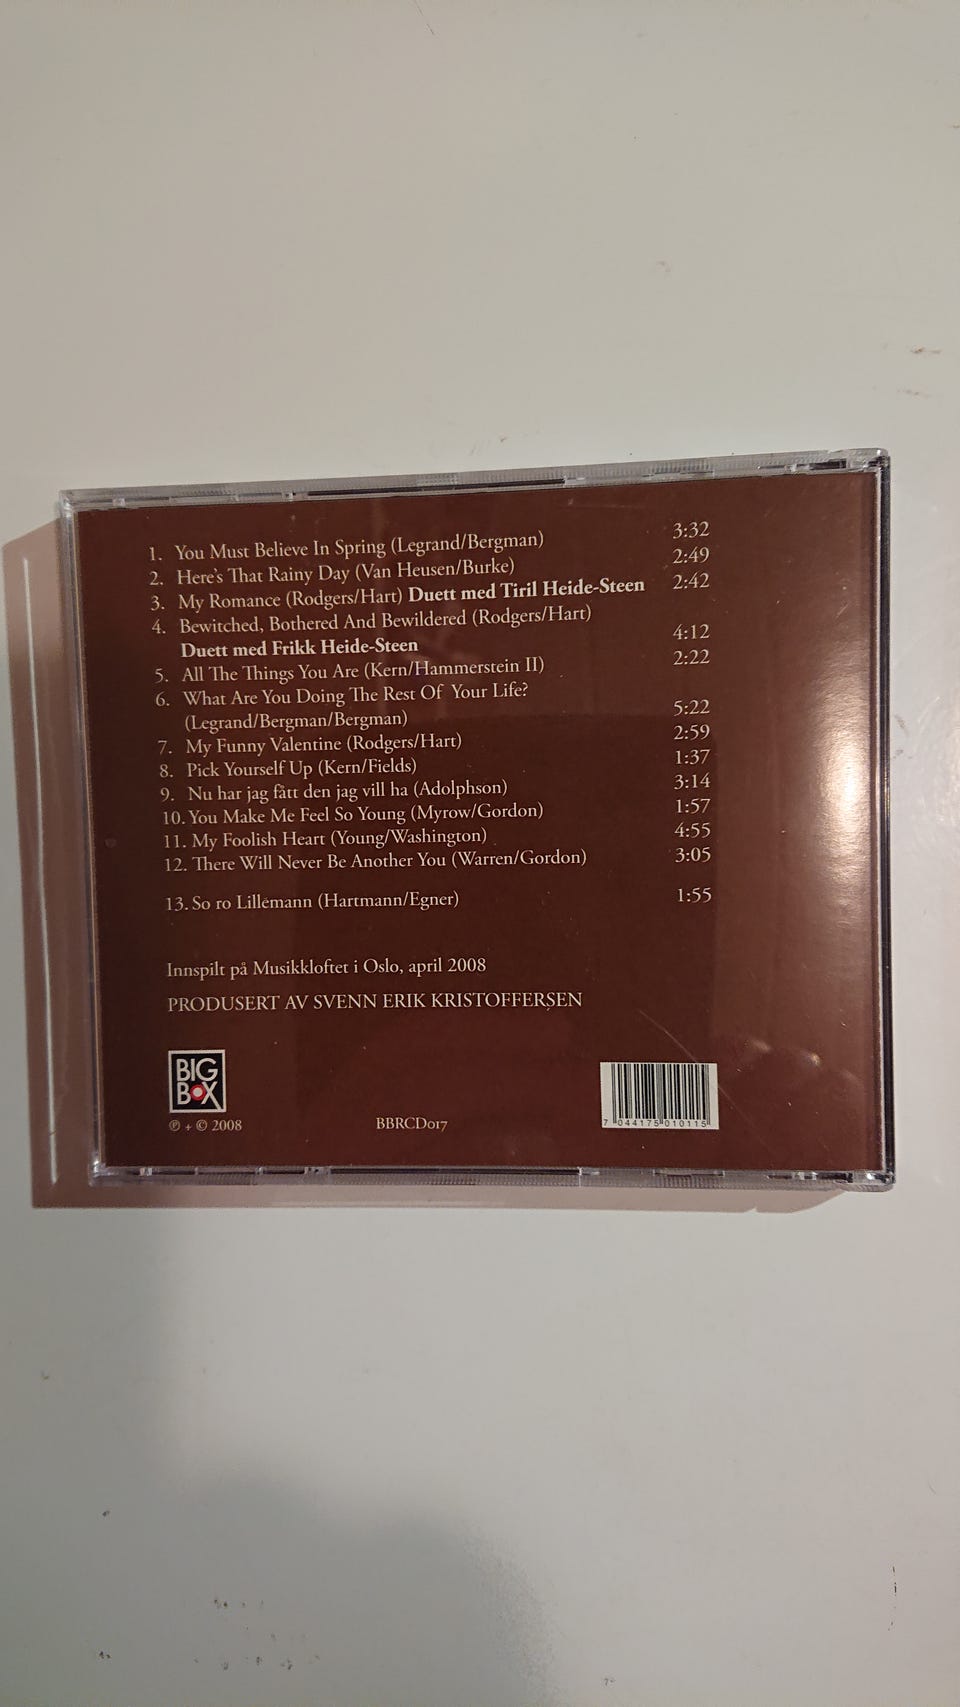 1. You Must Believe In Spring (Legrand/Bergman) 3:32
2. Here's That Rainy Day (Van Heusen/Burke) 2:49
3. My Romance (Rodgers/Hart) Duett med Tiril Heide-Steen 2:42
4. Bewitched, Bothered And Bewildered (Rodgers/Hart)
Duett med Frikk Heide-Steen 4:12
5. All The Things You Are (Kern/Hammerstein II) 2:22
6. What Are You Doing The Rest Of Your Life?
(Legrand/Bergman/Bergman) 5:22
7. My Funny Valentine (Rodgers/Hart) 2:59
8. Pick Yourself Up (Kern/Fields) 1:37
9. Nu har jag fått den jag vill ha (Adolphson) 3:14
10. You Make Me Feel So Young (Myrow/Gordon) 1:57
11. My Foolish Heart (Young/Washington) 4:55
12. There Will Never Be Another You (Warren/Gordon) 3:05
13. So ro Lillemann (Hartmann/Egner) 1:55
Innspilt på Musikkloftet i Oslo, april 2008
PRODUSERT AV SVENN ERIK KRISTOFFERSEN
BIG
BOX
℗ + © 2008
BBRCD017
7 044175 010115